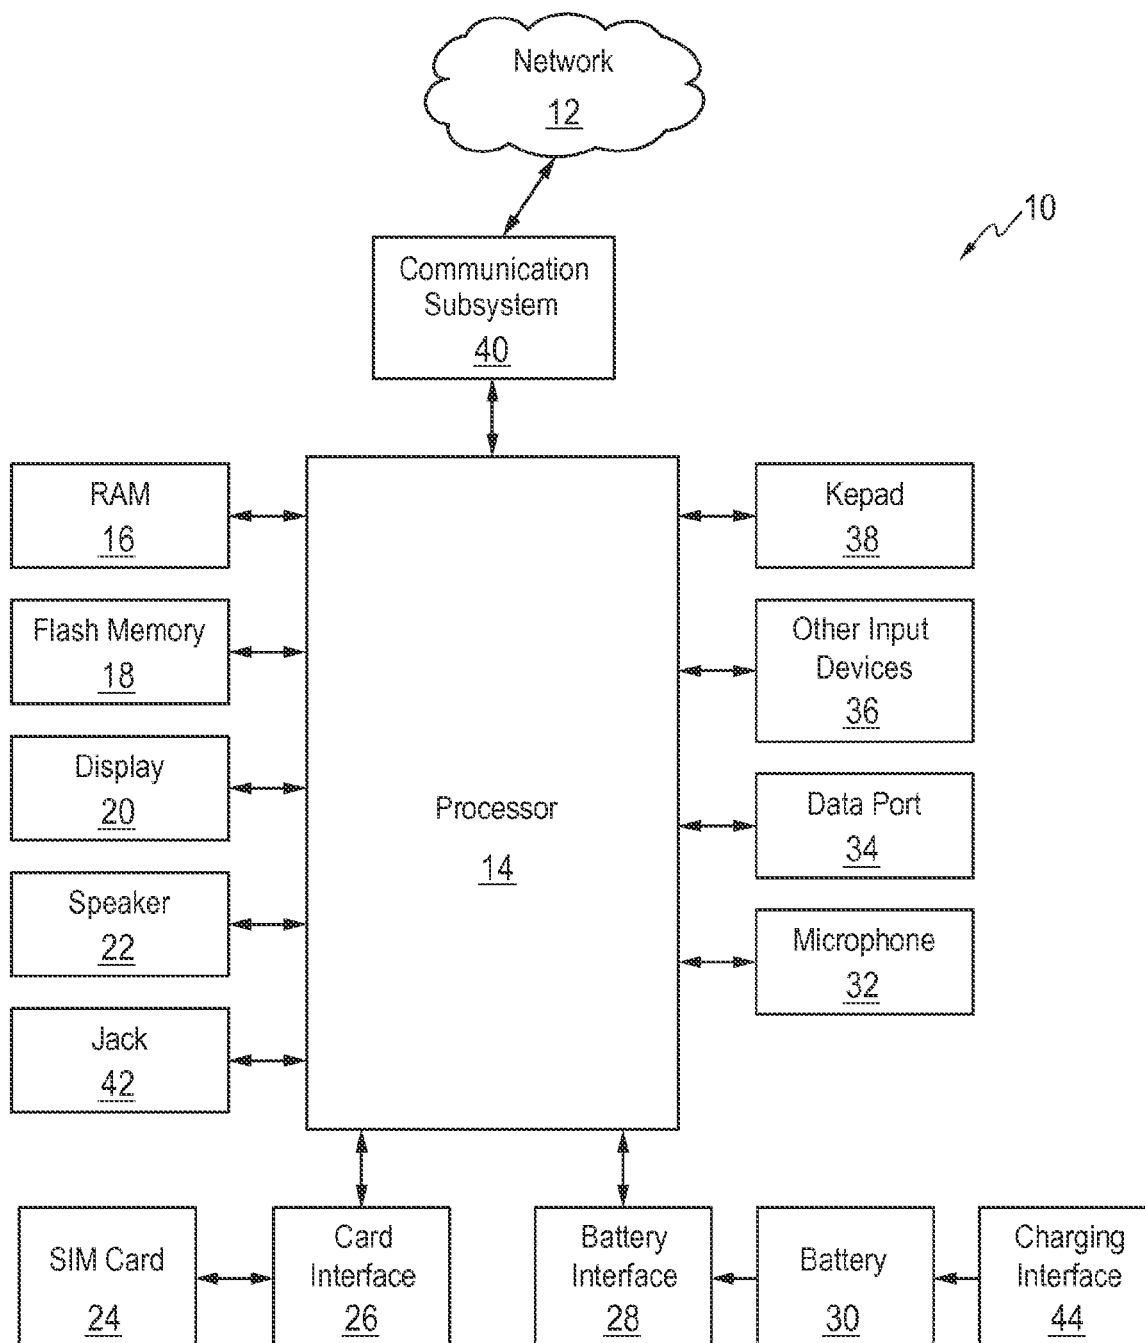 Network
12
10
Communication
Subsystem
40
RAM
16
Kepad
38
Flash Memory
18
Other Input
Devices
36
Display
20
Processor
14
Data Port
34
Speaker
22
Microphone
32
Jack
42
SIM Card
24
Card
Interface
26
Battery
Interface
28
Battery
30
Charging
Interface
44